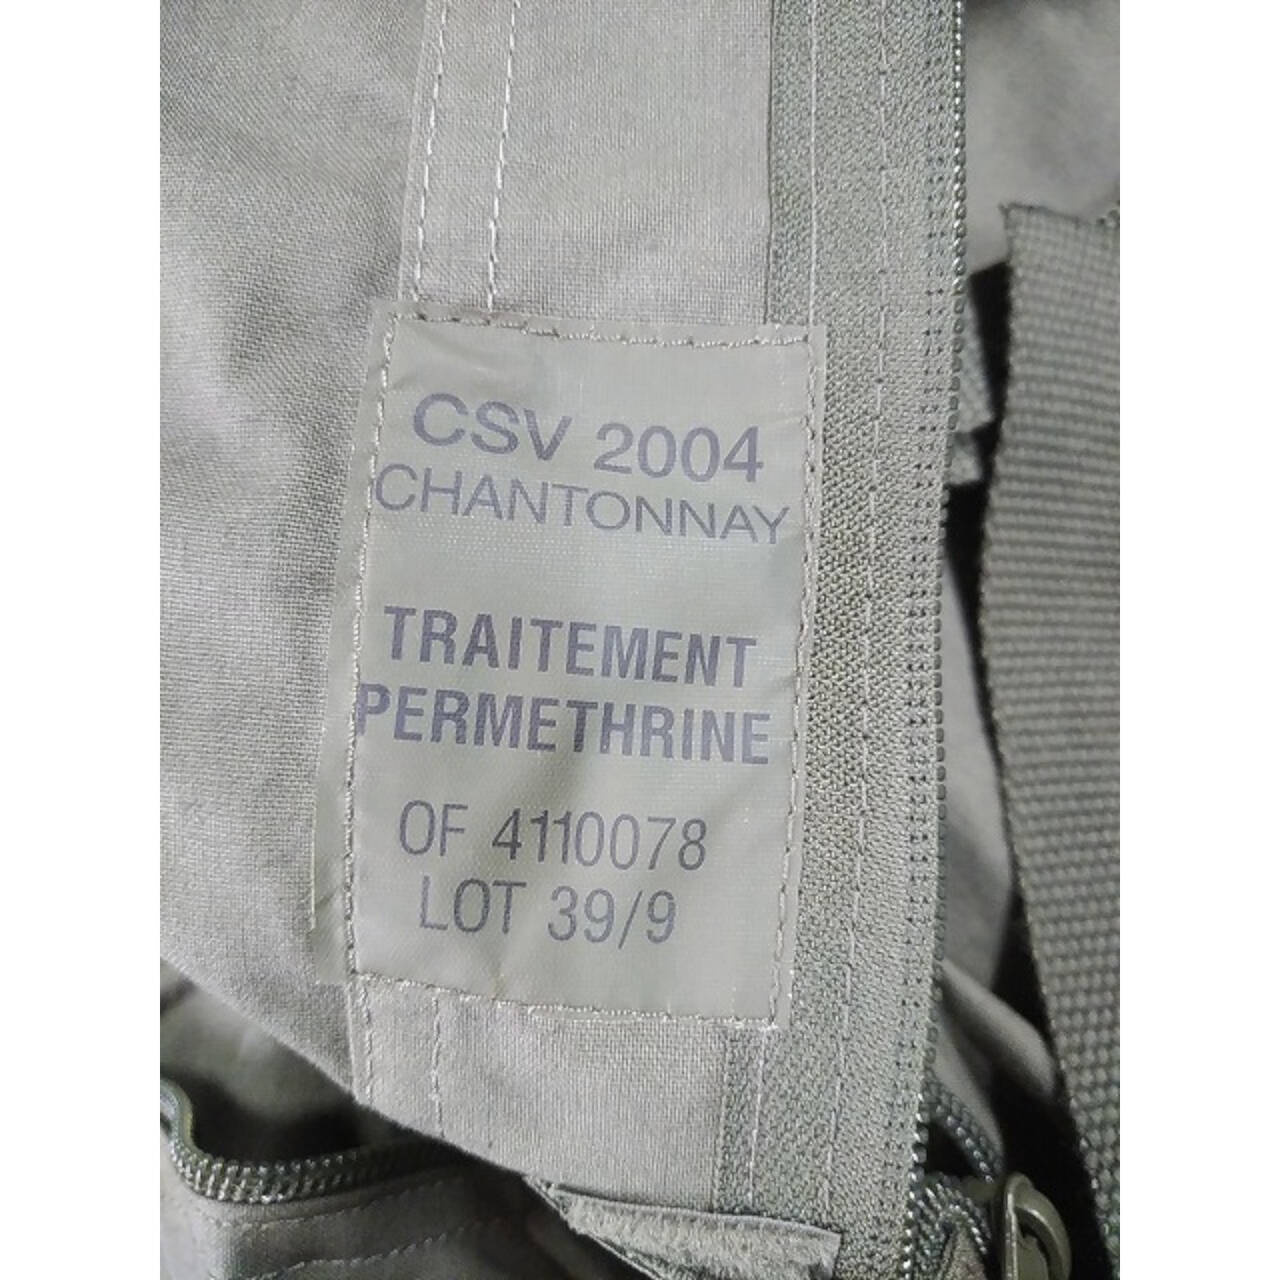 CSV 2004
CHANTONNAY
TRAITEMENT
PERMETHRINE
OF 4110078
LOT 39/9